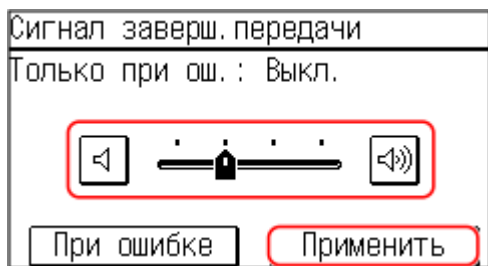 Сигнал заверш. передачи
Только при ош.: Выкл.
При ошибке
Применить